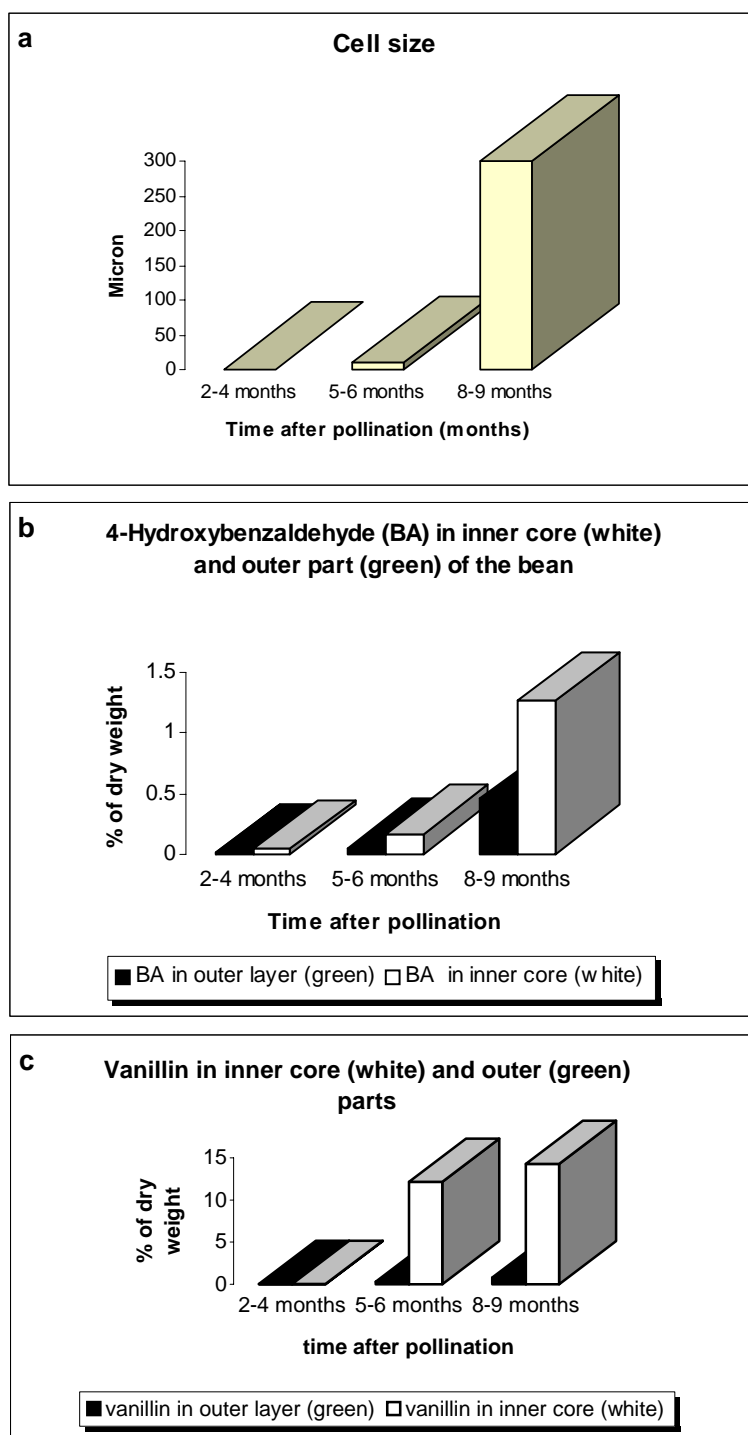 a
Cell size
300
250
200
150
100
50
0
Micron
2-4 months 5-6 months 8-9 months
Time after pollination (months)
b
4-Hydroxybenzaldehyde (BA) in inner core (white)
and outer part (green) of the bean
1.5
1
0.5
0
% of dry weight
2-4 months 5-6 months 8-9 months
Time after pollination
BA in outer layer (green) BA in inner core (white)
c
Vanillin in inner core (white) and outer (green)
parts
15
10
5
0
% of dry
weight
2-4 months 5-6 months 8-9 months
time after pollination
vanillin in outer layer (green) vanillin in inner core (white)